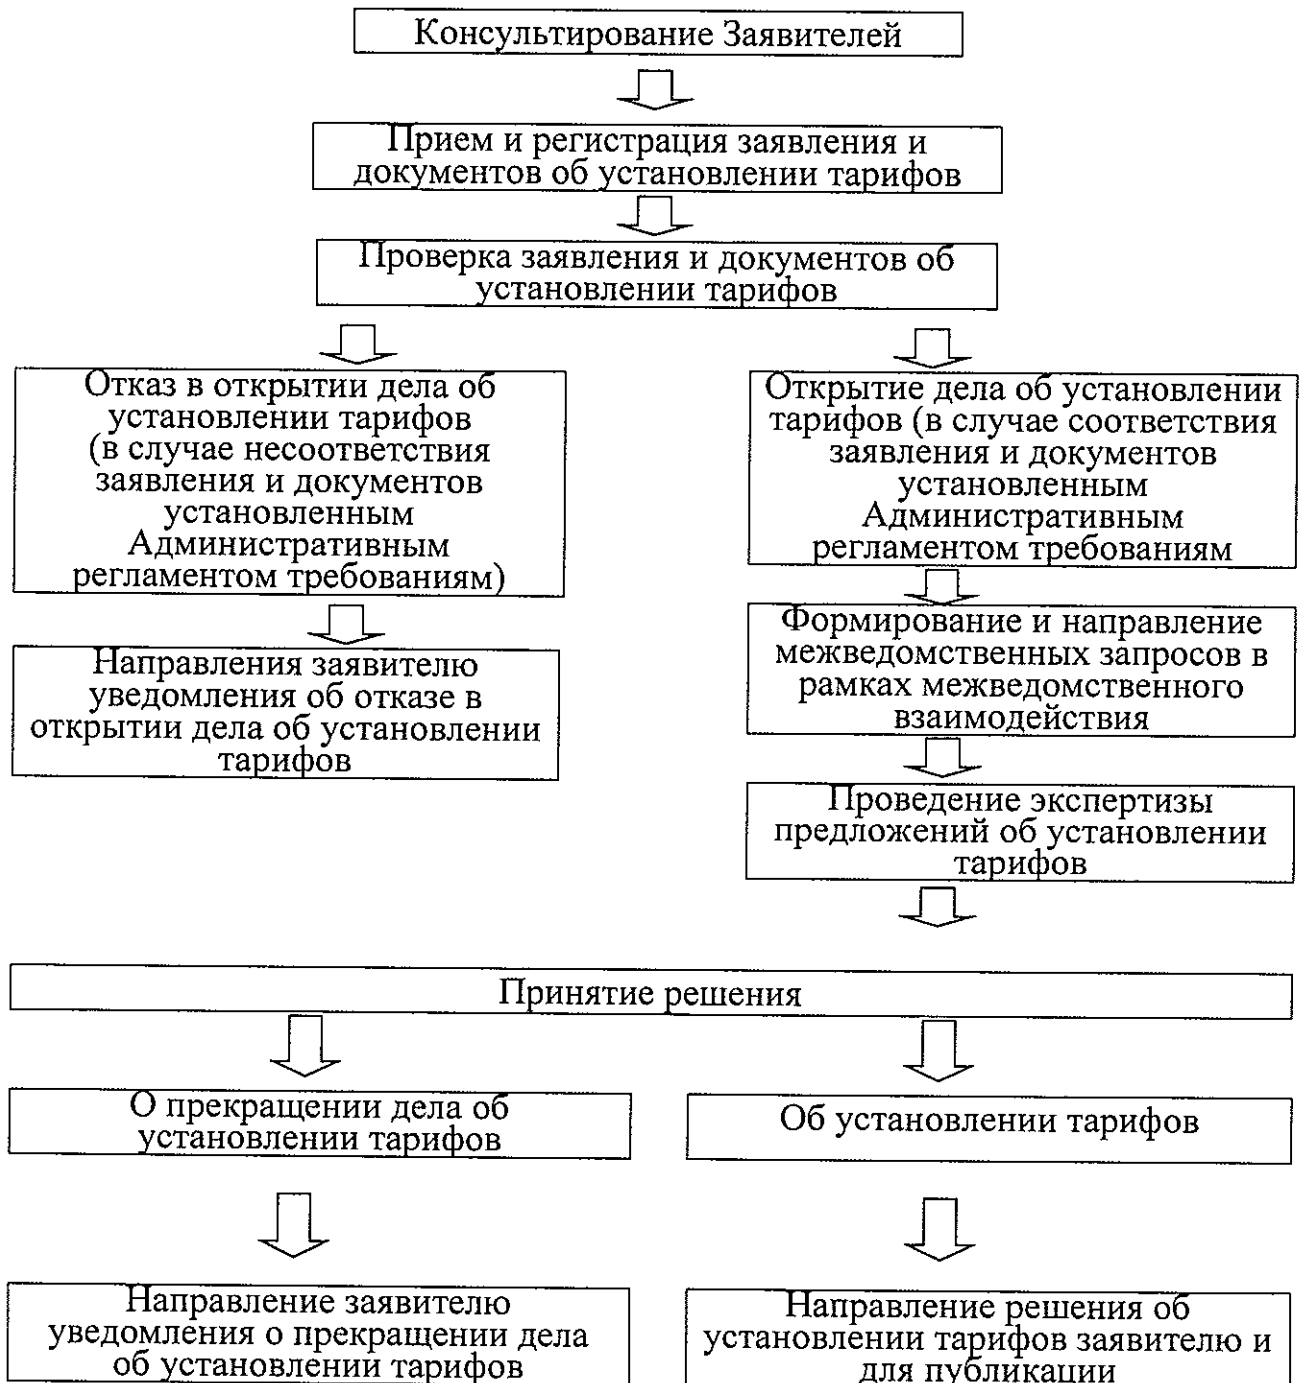 Консультирование Заявителей
Прием и регистрация заявления и
документов об установлении тарифов
Проверка заявления и документов об
установлении тарифов
Отказ в открытии дела об
установлении тарифов
(в случае несоответствия
заявления и документов
установленным
Административным
регламентом требованиям)
Направления заявителю
уведомления об отказе в
открытии дела об установлении
тарифов
Открытие дела об установлении
тарифов (в случае соответствия
заявления и документов
установленным
Административным
регламентом требованиям
Формирование и направление
межведомственных запросов в
рамках межведомственного
взаимодействия
Проведение экспертизы
предложений об установлении
тарифов
Принятие решения
О прекращении дела об
установлении тарифов
Об установлении тарифов
Направление заявителю
уведомления о прекращении дела
об установлении тарифов
Направление решения об
установлении тарифов заявителю и
для публикации